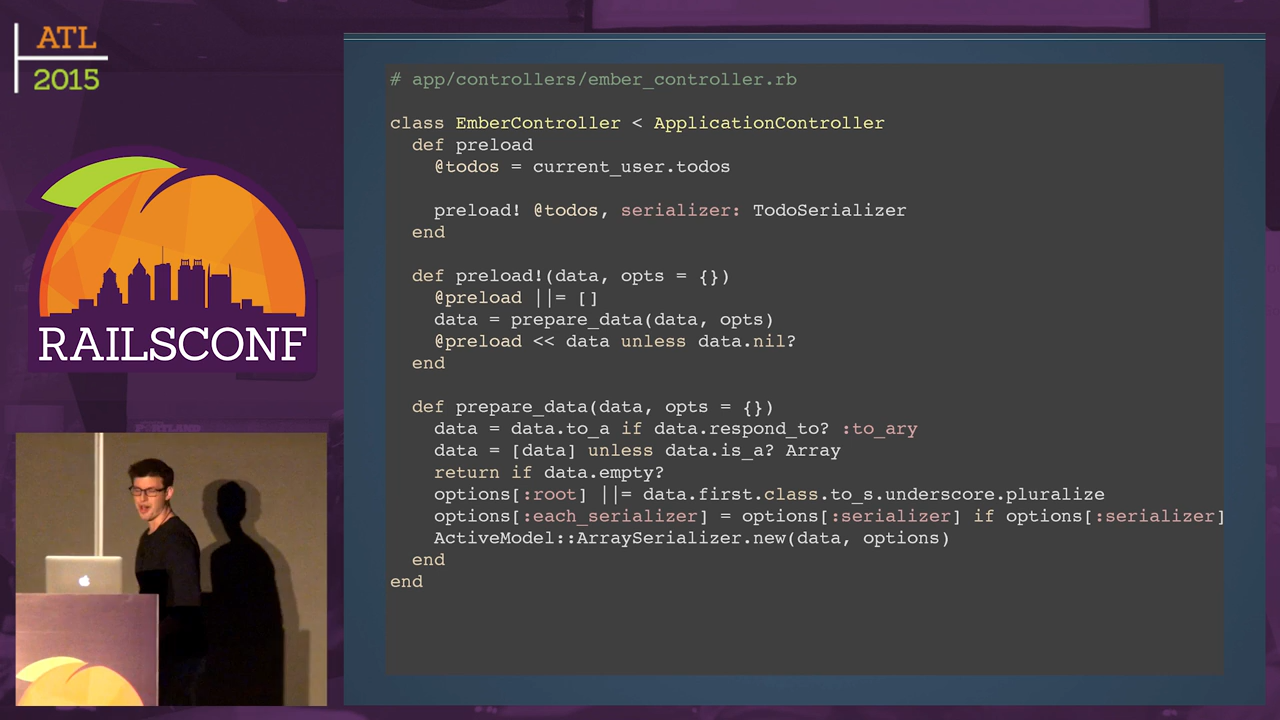 ATL
2015
RAILSCONF
# app/controllers/ember_controller.rb
class EmberController < ApplicationController
  def preload
    @todos = current_user.todos
    preload! @todos, serializer: TodoSerializer
  end
  def preload!(data, opts = {})
    @preload ||= []
    data = prepare_data(data, opts)
    @preload << data unless data.nil?
  end
  def prepare_data(data, opts = {})
    data = data.to_a if data.respond_to? :to_ary
    data = [data] unless data.is_a? Array
    return if data.empty?
    options[:root] ||= data.first.class.to_s.underscore.pluralize
    options[:each_serializer] = options[:serializer] if options[:serializer]
    ActiveModel::ArraySerializer.new(data, options)
  end
end